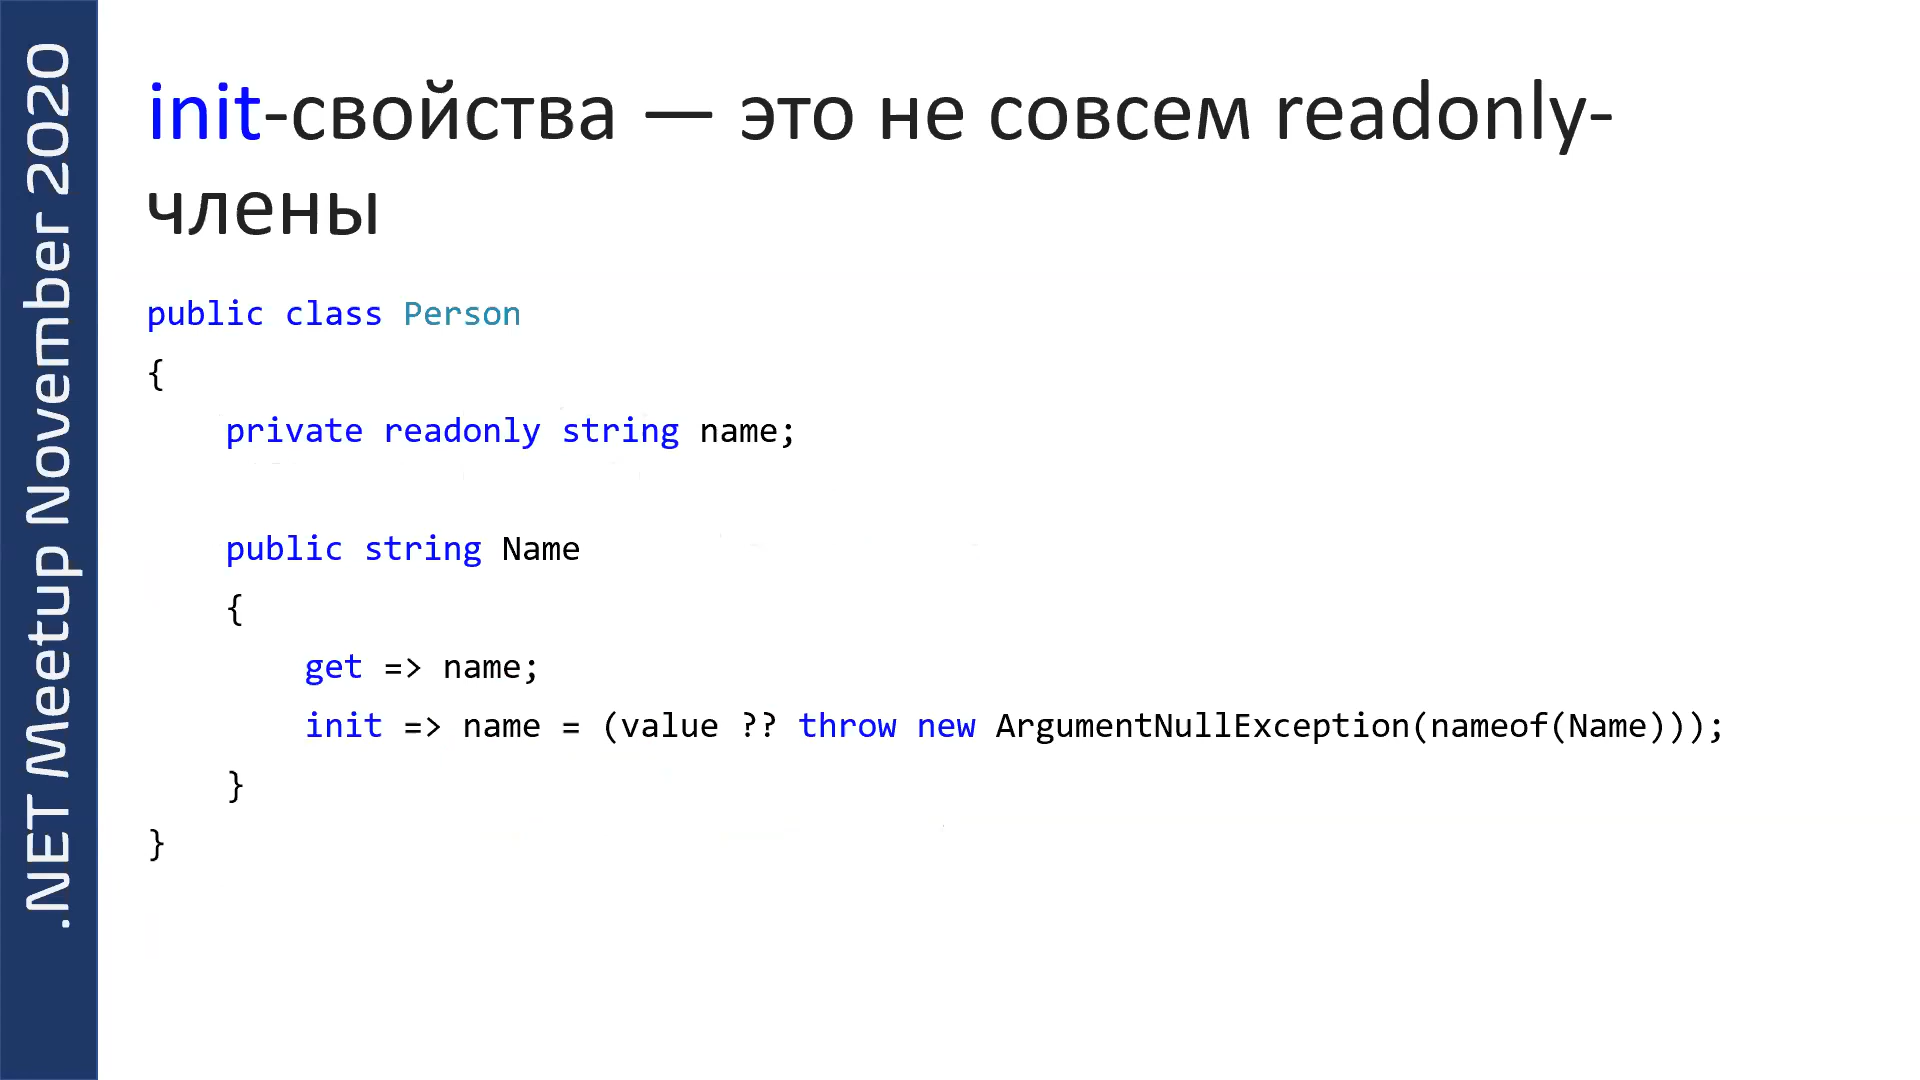 .NET Meetup November 2020
init-свойства — это не совсем readonly-
члены
public class Person
{
    private readonly string name;
    public string Name
    {
        get => name;
        init => name = (value ?? throw new ArgumentNullException(nameof(Name)));
    }
}